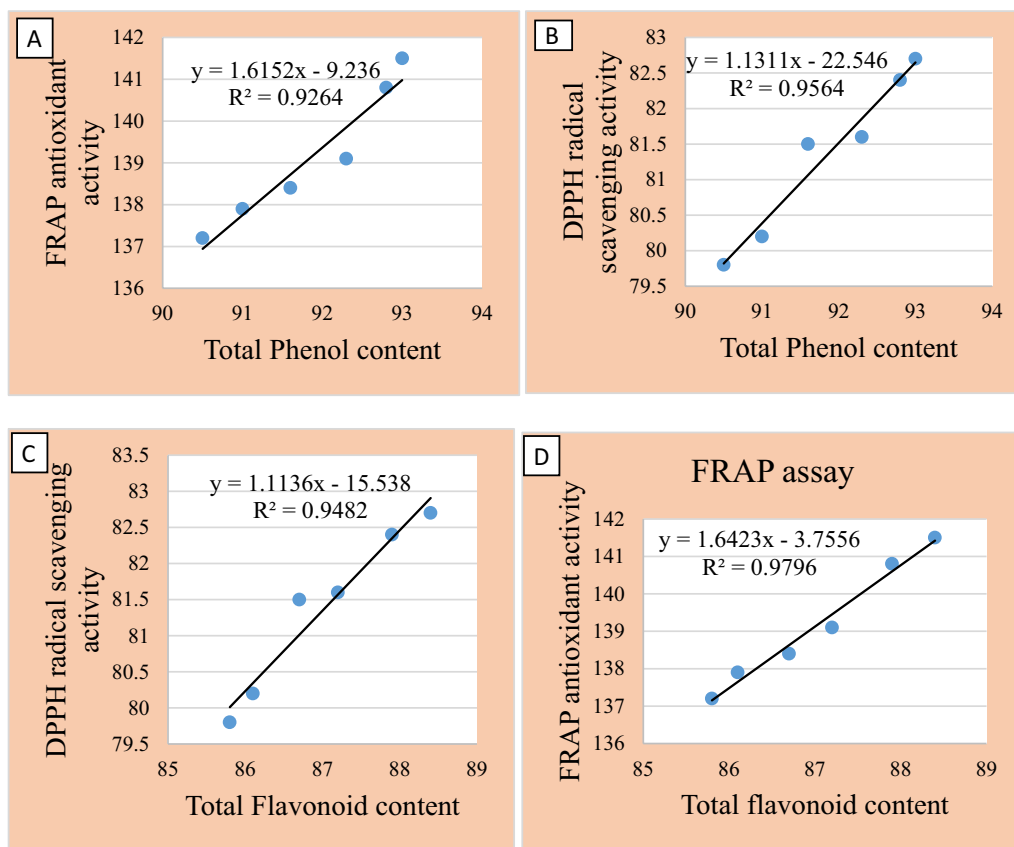 A
FRAP antioxidant
activity
142
141
140
139
138
137
136
y = 1.6152x - 9.236
R² = 0.9264
90 91 92 93 94
Total Phenol content
B
DPPH radical
scavenging activity
83
82.5
82
81.5
81
80.5
80
79.5
y = 1.1311x - 22.546
R² = 0.9564
90 91 92 93 94
Total Phenol content
C
DPPH radical scavenging
activity
83.5
83
82.5
82
81.5
81
80.5
80
79.5
y = 1.1136x - 15.538
R² = 0.9482
85 86 87 88 89
Total Flavonoid content
D
FRAP assay
FRAP antioxidant activity
142
141
140
139
138
137
136
y = 1.6423x - 3.7556
R² = 0.9796
85 86 87 88 89
Total flavonoid content